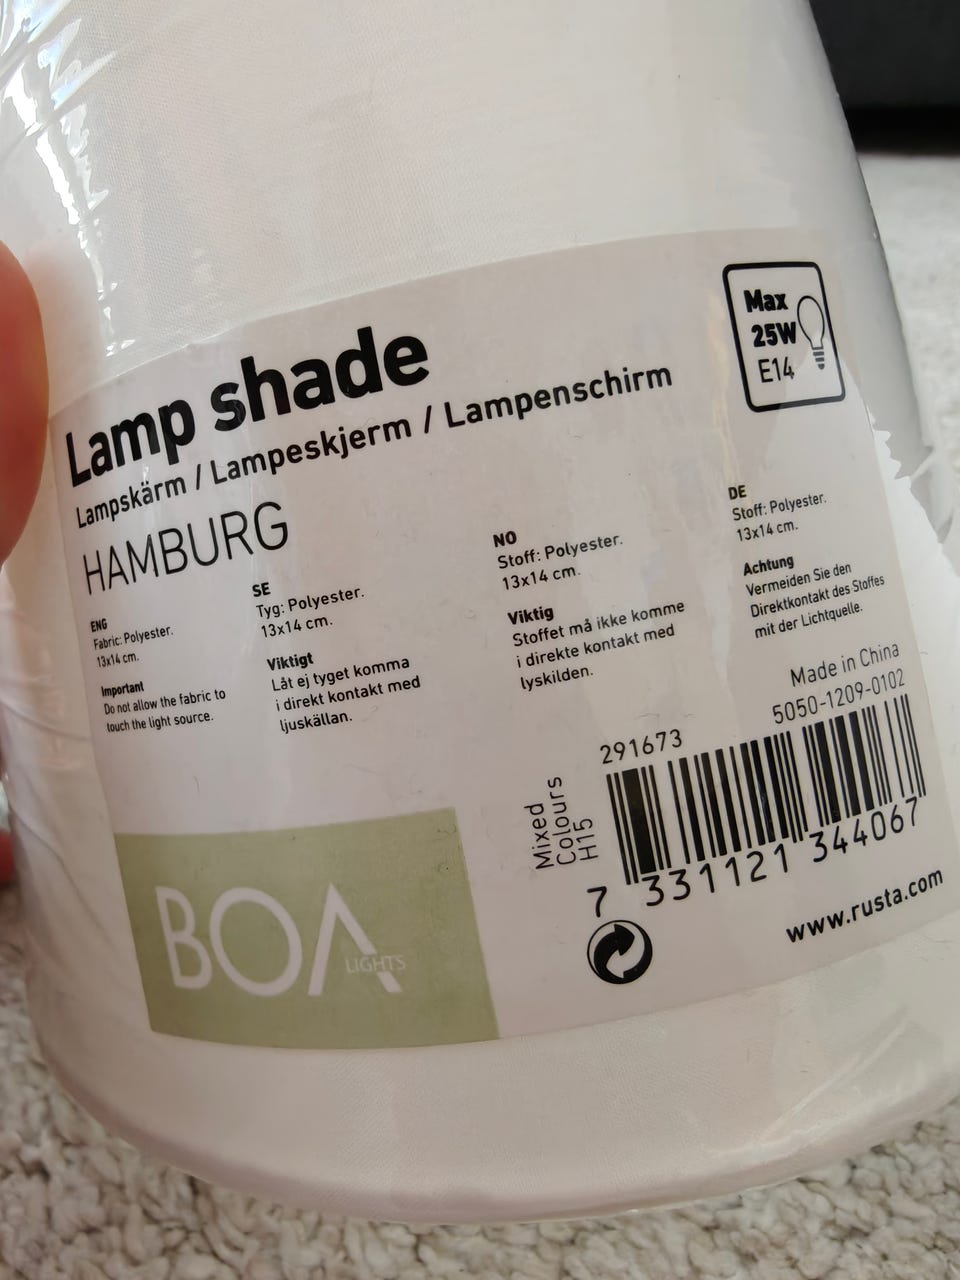 Lamp shade
Lampskärm / Lampeskjerm / Lampenschirm
HAMBURG
Max
25W
E14
ENG
Fabric: Polyester.
13x14 cm.
Important
Do not allow the fabric to
touch the light source.
SE
Tyg: Polyester.
13x14 cm.
Viktigt
Låt ej tyget komma
i direkt kontakt med
ljuskällan.
NO
Stoff: Polyester.
13x14 cm.
Viktig
Stoffet må ikke komme
i direkte kontakt med
lyskilden.
DE
Stoff: Polyester.
13x14 cm.
Achtung
Vermeiden Sie den
Direktkontakt des Stoffes
mit der Lichtquelle.
Made in China
5050-1209-0102
291673
Mixed
Colours
H15
7 331121 344067
www.rusta.com
BOA
LIGHTS